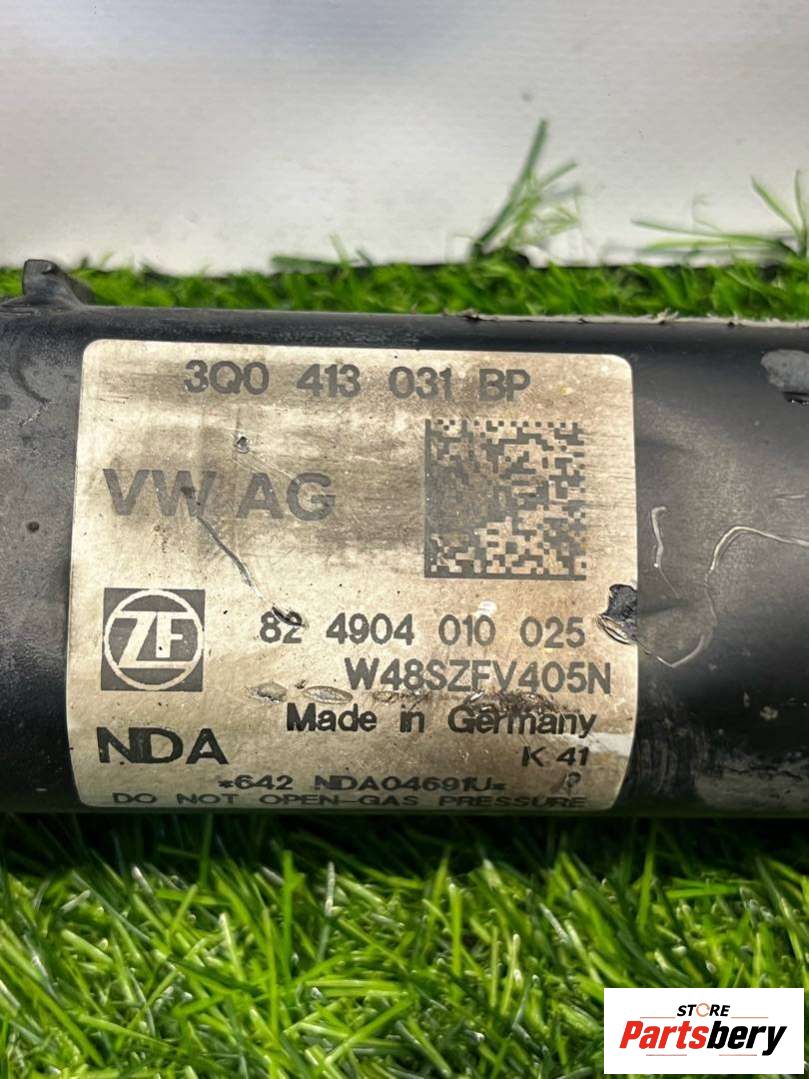 3Q0 413 031 BP
VW AG
ZF
82 4904 010 025
W48SZFV405N
Made in Germany
NDA
K 41
*642 NDA04691U*
DO NOT OPEN-GAS PRESSURE
STORE
Partsbery